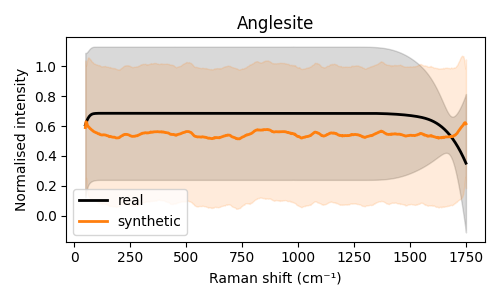 Anglesite
Normalised intensity
1.0
0.8
0.6
0.4
0.2
0.0
real
synthetic
0 250 500 750 1000 1250 1500 1750
Raman shift (cm⁻¹)